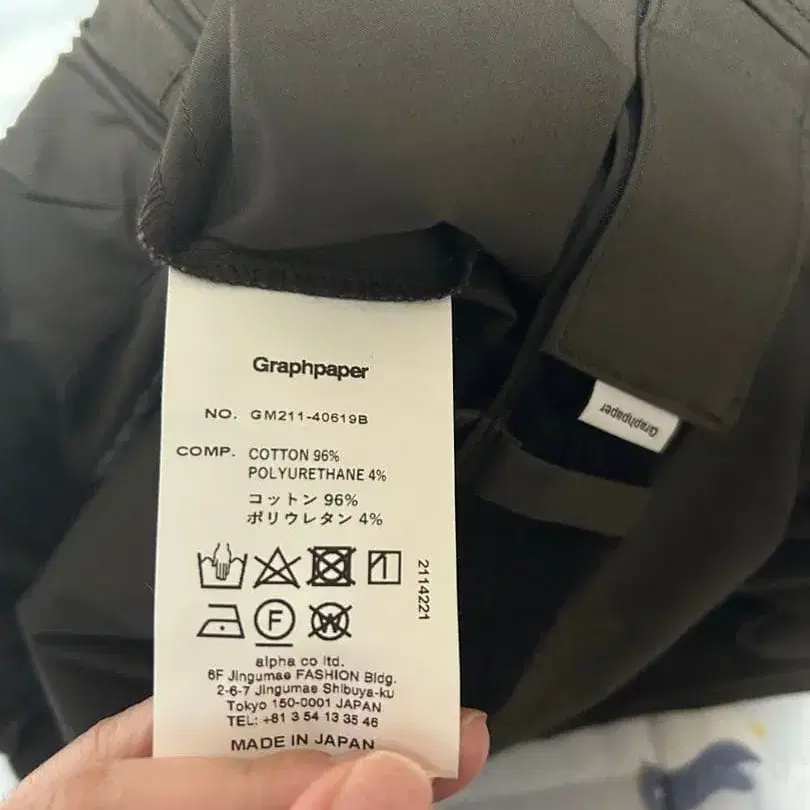 Graphpaper
NO. GM211-40619B
COMP. COTTON 96%
POLYURETHANE 4%
コットン 96%
ポリウレタン 4%
2114221
F
W
alpha co ltd.
6F Jingumae FASHION Bldg.
2-6-7 Jingumae Shibuya-ku
Tokyo 150-0001 JAPAN
TEL: +81 3 54 13 35 46
MADE IN JAPAN
Graphpaper